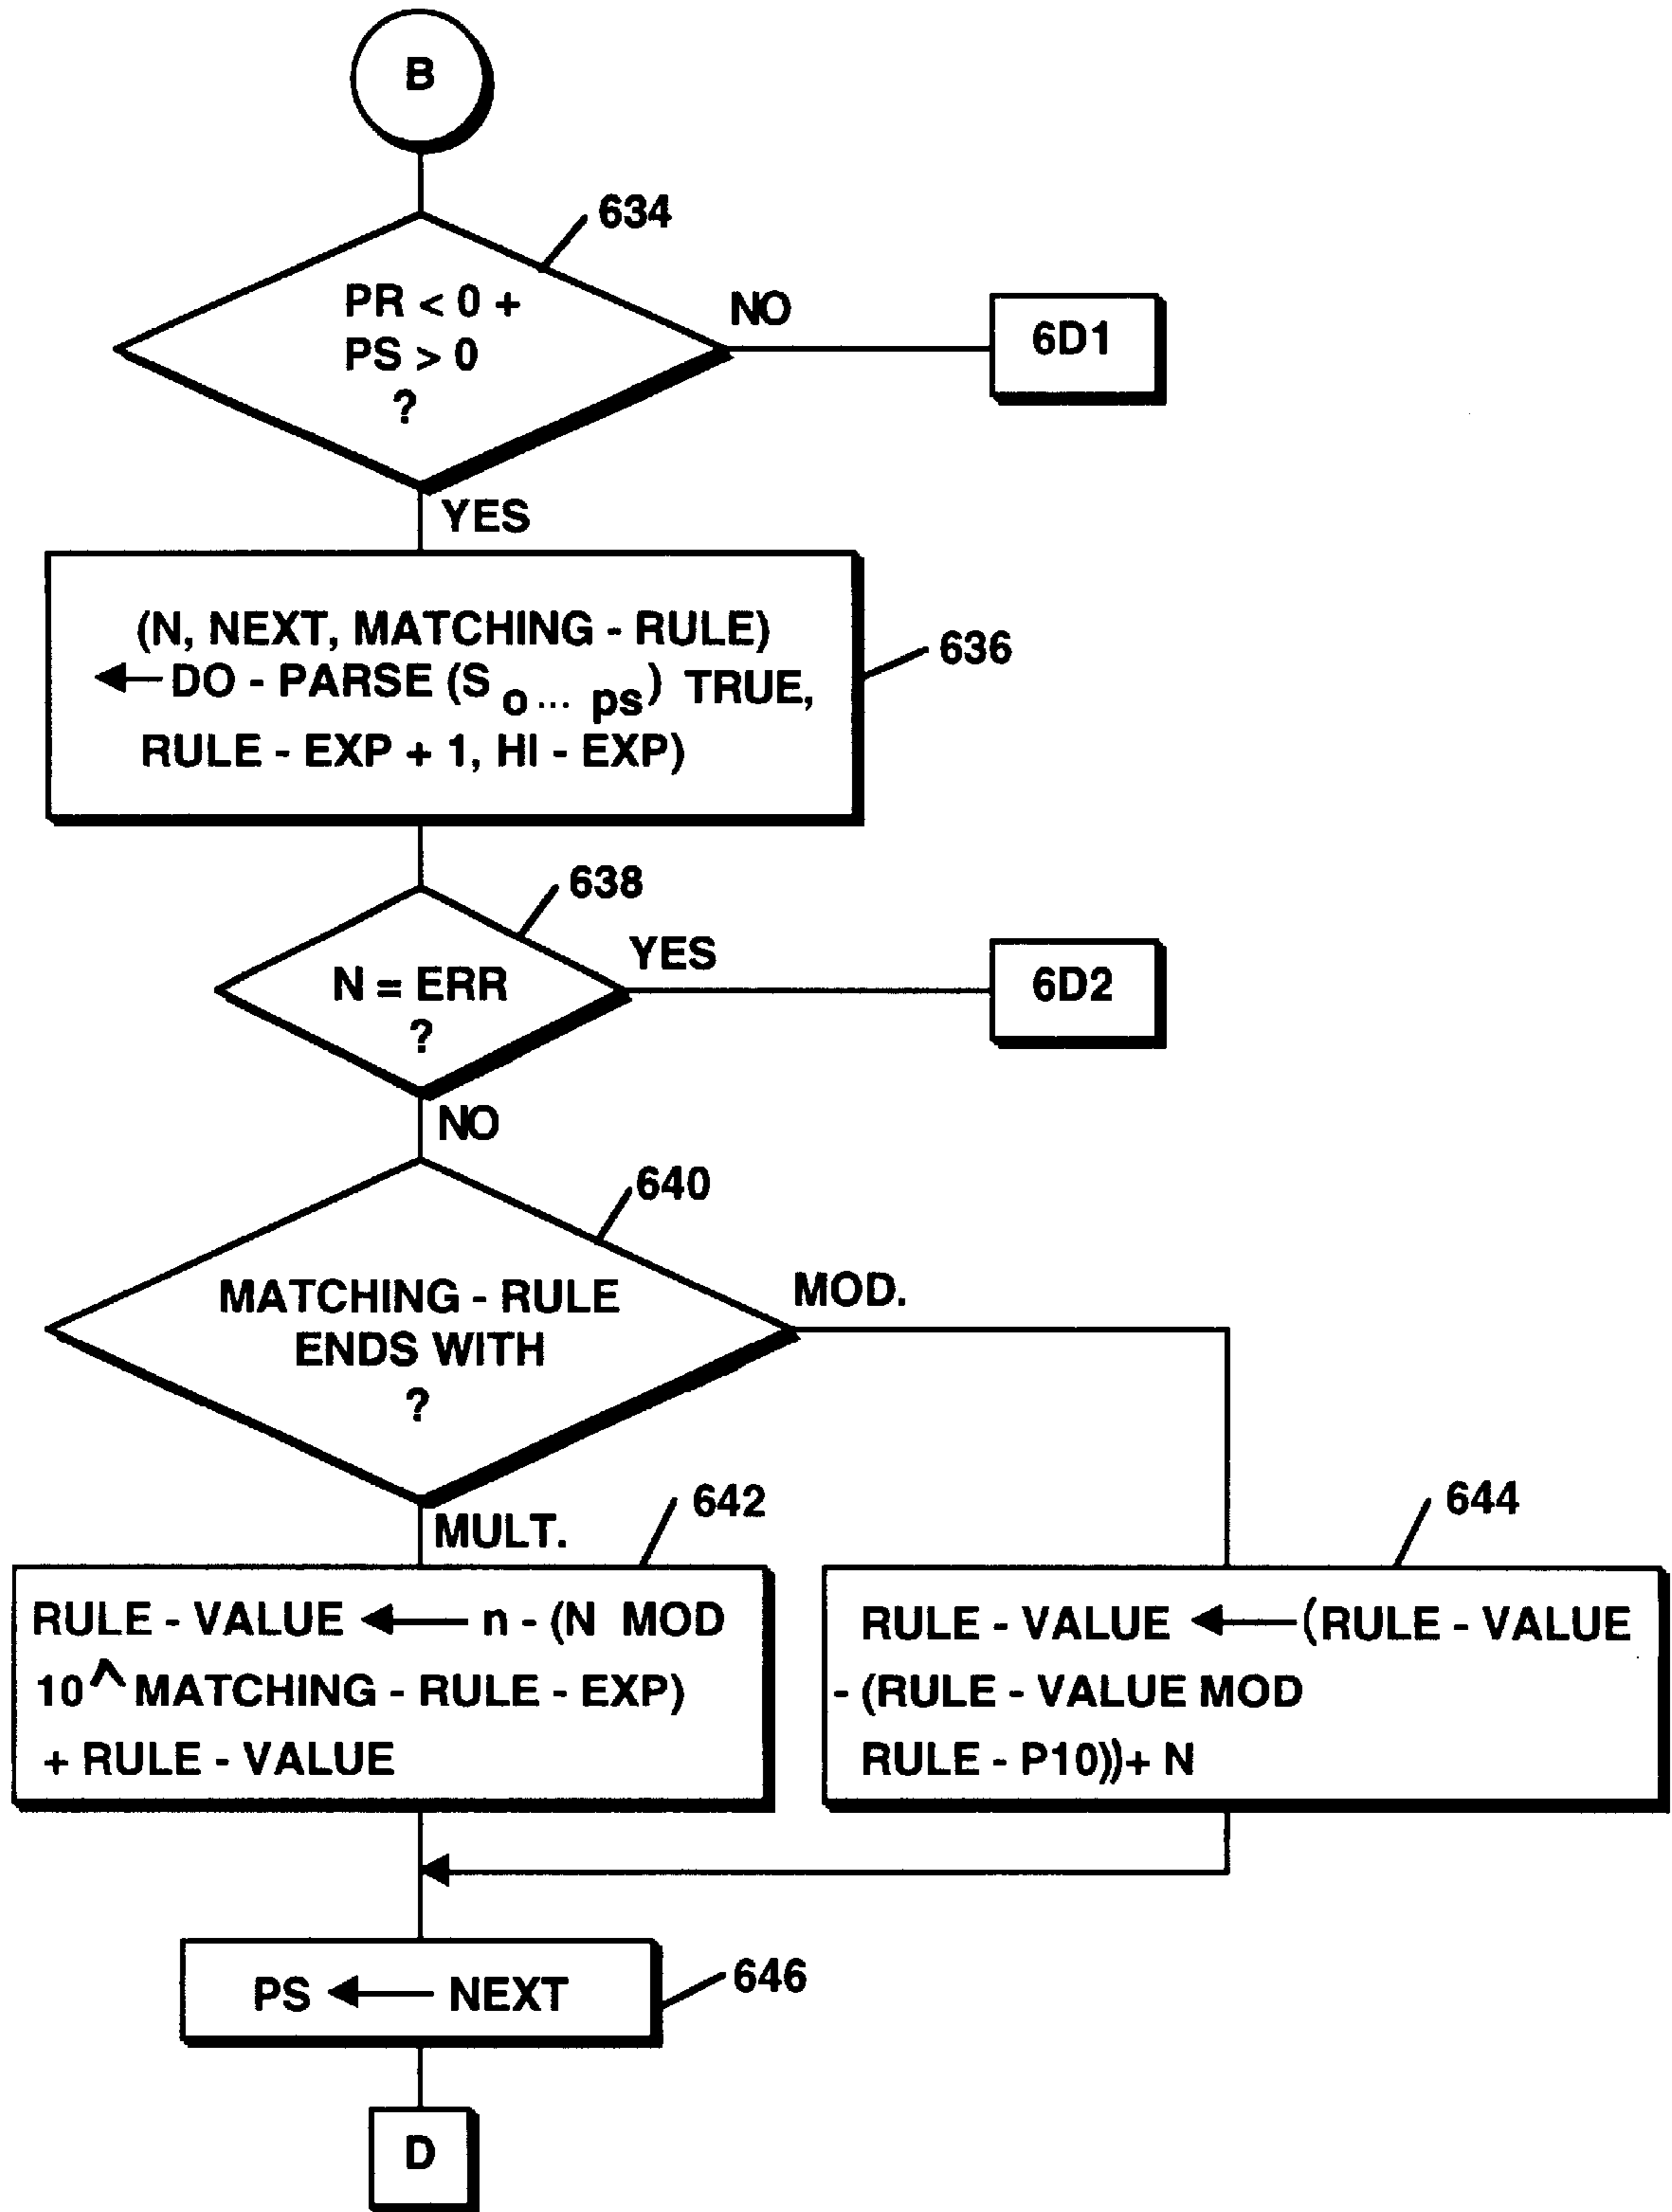 B
634
PR < 0 +
PS > 0
?
NO
6D1
YES
(N, NEXT, MATCHING - RULE)
← DO - PARSE (S o ... ps) TRUE,
RULE - EXP + 1, HI - EXP)
636
638
N = ERR
?
YES
6D2
NO
640
MATCHING - RULE
ENDS WITH
?
MOD.
MULT.
642
RULE - VALUE ← n - (N MOD
10^MATCHING - RULE - EXP)
+ RULE - VALUE
644
RULE - VALUE ← (RULE - VALUE
- (RULE - VALUE MOD
RULE - P10)) + N
PS ← NEXT
646
D